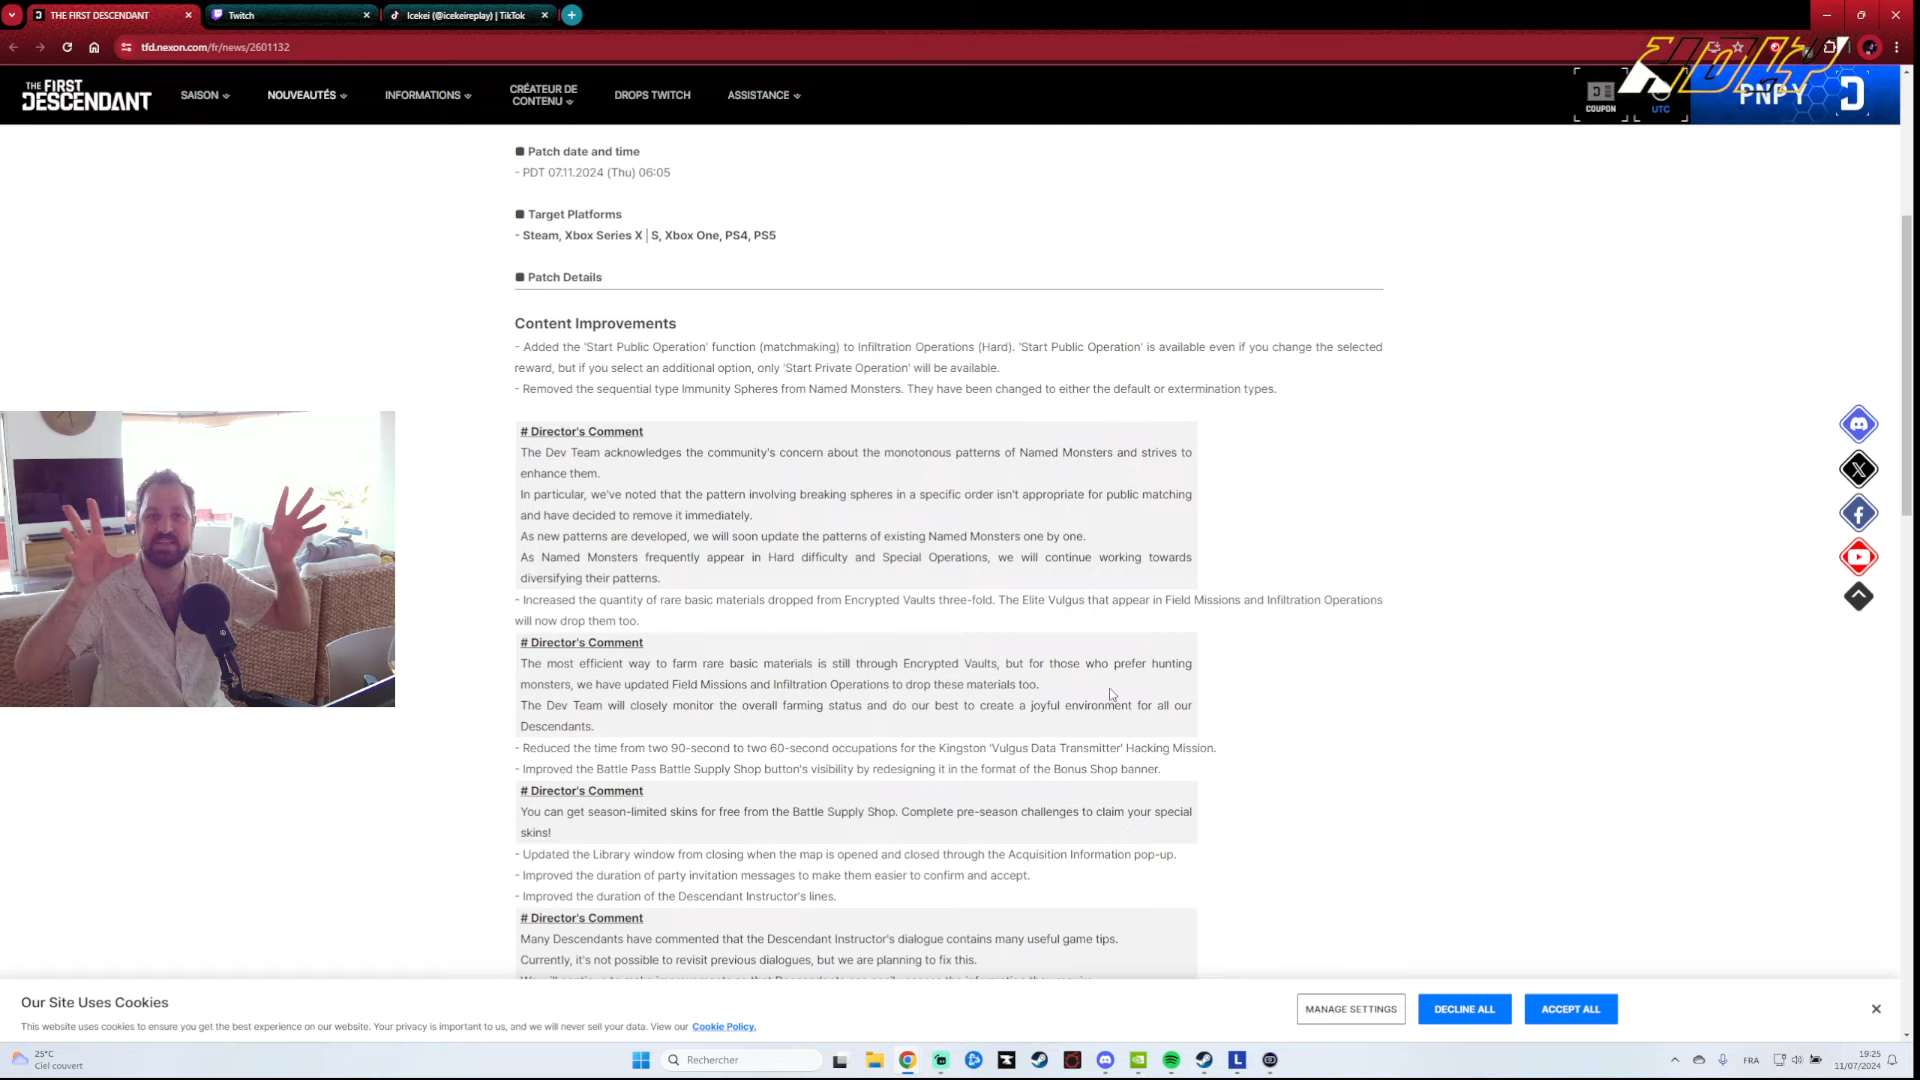 THE FIRST DESCENDANT
Twitch
Icekei (@icekeireplay) | TikTok
tfd.nexon.com/fr/news/2601132
THE FIRST
DESCENDANT
SAISON
NOUVEAUTÉS
INFORMATIONS
CRÉATEUR DE
CONTENU
DROPS TWITCH
ASSISTANCE
COUPON
UTC
■ Patch date and time
- PDT 07.11.2024 (Thu) 06:05
■ Target Platforms
- Steam, Xbox Series X | S, Xbox One, PS4, PS5
■ Patch Details
Content Improvements
- Added the 'Start Public Operation' function (matchmaking) to Infiltration Operations (Hard). 'Start Public Operation' is available even if you change the selected
reward, but if you select an additional option, only 'Start Private Operation' will be available.
- Removed the sequential type Immunity Spheres from Named Monsters. They have been changed to either the default or extermination types.
# Director's Comment
The Dev Team acknowledges the community's concern about the monotonous patterns of Named Monsters and strives to
enhance them.
In particular, we've noted that the pattern involving breaking spheres in a specific order isn't appropriate for public matching
and have decided to remove it immediately.
As new patterns are developed, we will soon update the patterns of existing Named Monsters one by one.
As Named Monsters frequently appear in Hard difficulty and Special Operations, we will continue working towards
diversifying their patterns.
- Increased the quantity of rare basic materials dropped from Encrypted Vaults three-fold. The Elite Vulgus that appear in Field Missions and Infiltration Operations
will now drop them too.
# Director's Comment
The most efficient way to farm rare basic materials is still through Encrypted Vaults, but for those who prefer hunting
monsters, we have updated Field Missions and Infiltration Operations to drop these materials too.
The Dev Team will closely monitor the overall farming status and do our best to create a joyful environment for all our
Descendants.
- Reduced the time from two 90-second to two 60-second occupations for the Kingston 'Vulgus Data Transmitter' Hacking Mission.
- Improved the Battle Pass Battle Supply Shop button's visibility by redesigning it in the format of the Bonus Shop banner.
# Director's Comment
You can get season-limited skins for free from the Battle Supply Shop. Complete pre-season challenges to claim your special
skins!
- Updated the Library window from closing when the map is opened and closed through the Acquisition Information pop-up.
- Improved the duration of party invitation messages to make them easier to confirm and accept.
- Improved the duration of the Descendant Instructor's lines.
# Director's Comment
Many Descendants have commented that the Descendant Instructor's dialogue contains many useful game tips.
Currently, it's not possible to revisit previous dialogues, but we are planning to fix this.
Our Site Uses Cookies
This website uses cookies to ensure you get the best experience on our website. Your privacy is important to us, and we will never sell your data. View our Cookie Policy.
MANAGE SETTINGS
DECLINE ALL
ACCEPT ALL
25°C
Ciel couvert
Rechercher
FRA
19:25
11/07/2024